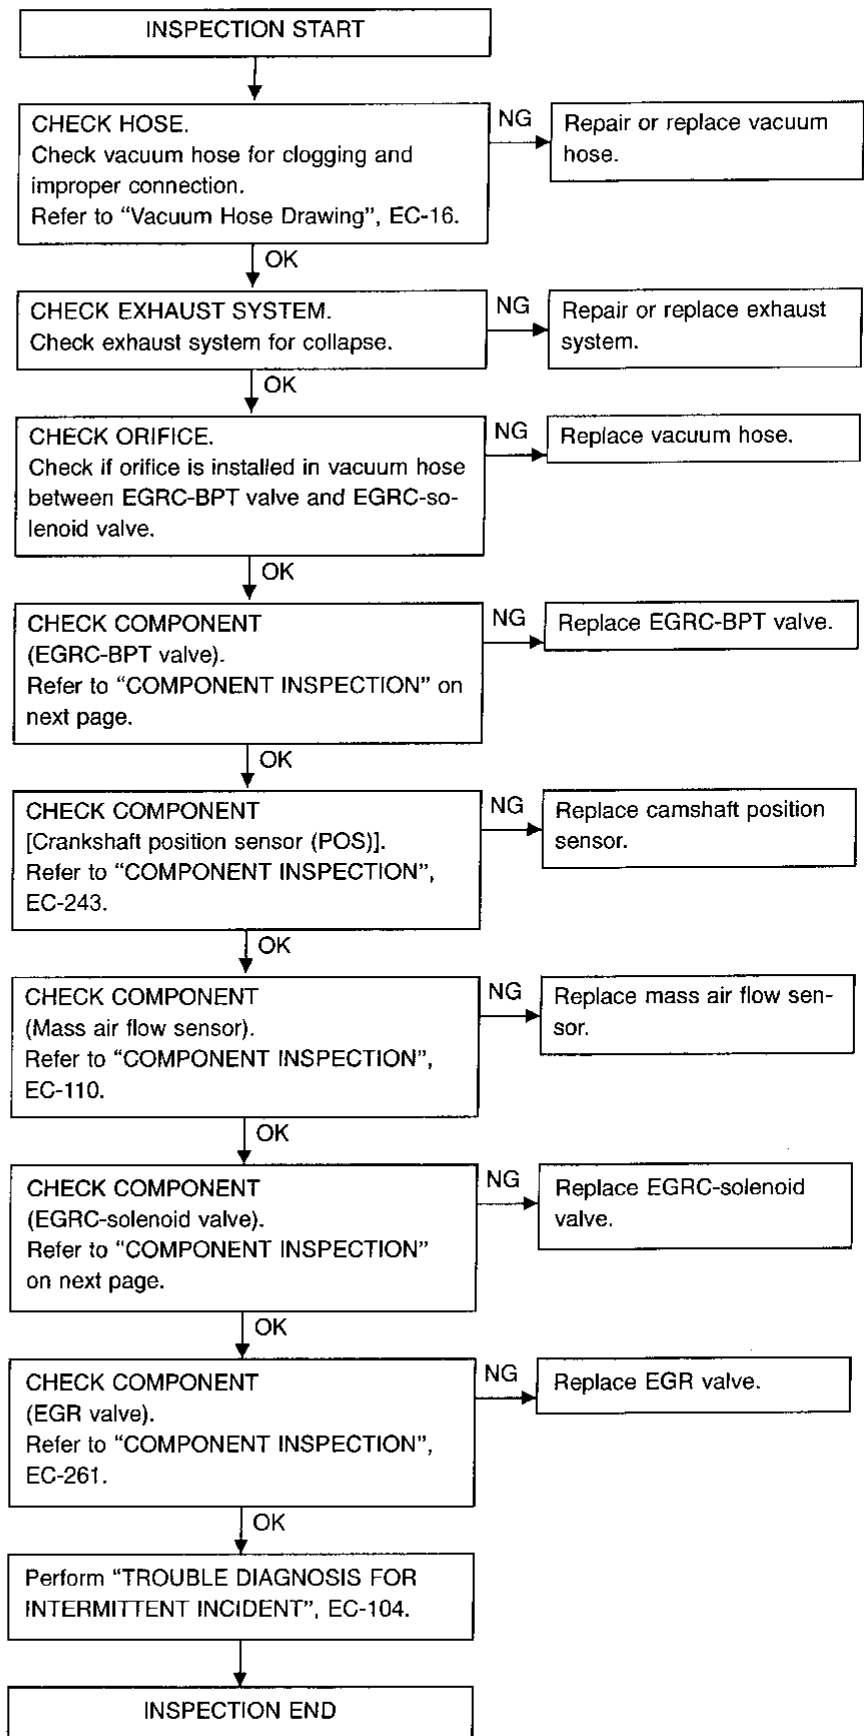 INSPECTION START
CHECK HOSE.
Check vacuum hose for clogging and
improper connection.
Refer to “Vacuum Hose Drawing”, EC-16.
NG
Repair or replace vacuum
hose.
OK
CHECK EXHAUST SYSTEM.
Check exhaust system for collapse.
NG
Repair or replace exhaust
system.
OK
CHECK ORIFICE.
Check if orifice is installed in vacuum hose
between EGRC-BPT valve and EGRC-so-
lenoid valve.
NG
Replace vacuum hose.
OK
CHECK COMPONENT
(EGRC-BPT valve).
Refer to “COMPONENT INSPECTION” on
next page.
NG
Replace EGRC-BPT valve.
OK
CHECK COMPONENT
[Crankshaft position sensor (POS)].
Refer to “COMPONENT INSPECTION”,
EC-243.
NG
Replace camshaft position
sensor.
OK
CHECK COMPONENT
(Mass air flow sensor).
Refer to “COMPONENT INSPECTION”,
EC-110.
NG
Replace mass air flow sen-
sor.
OK
CHECK COMPONENT
(EGRC-solenoid valve).
Refer to “COMPONENT INSPECTION”
on next page.
NG
Replace EGRC-solenoid
valve.
OK
CHECK COMPONENT
(EGR valve).
Refer to “COMPONENT INSPECTION”,
EC-261.
NG
Replace EGR valve.
OK
Perform “TROUBLE DIAGNOSIS FOR
INTERMITTENT INCIDENT”, EC-104.
INSPECTION END